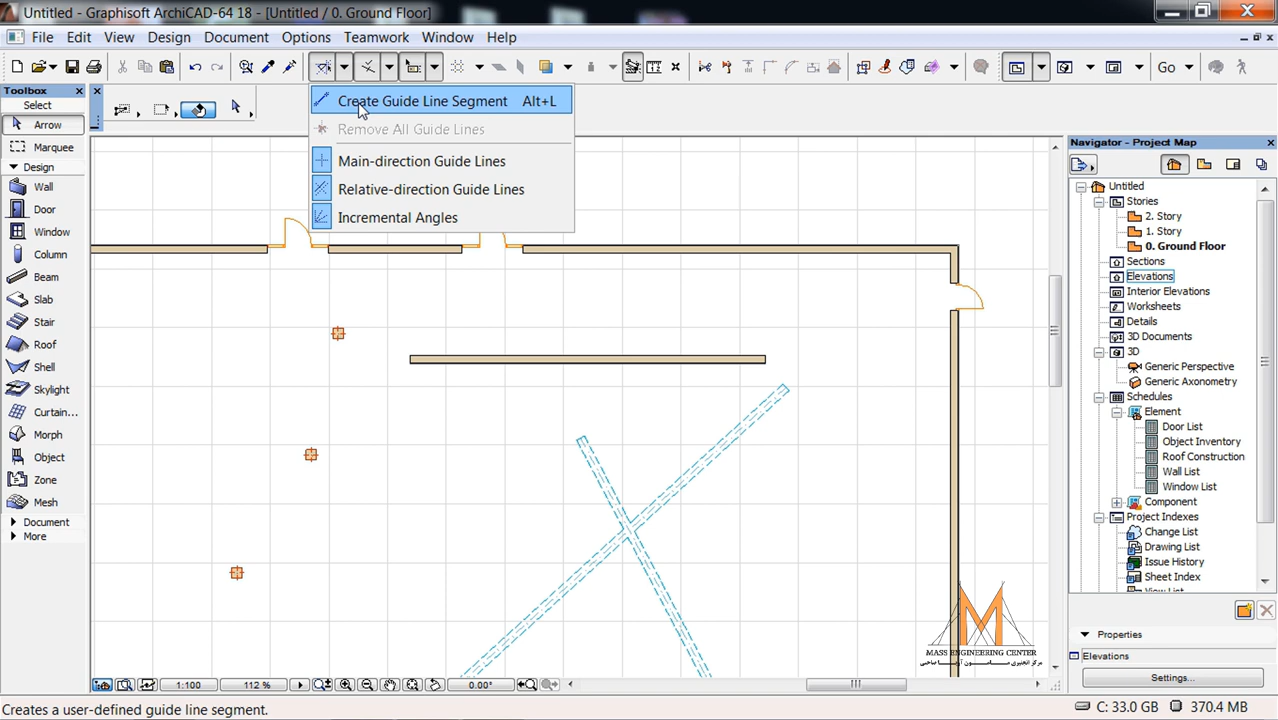 Untitled - Graphisoft ArchiCAD-64 18 - [Untitled / 0. Ground Floor]
File Edit View Design Document Options Teamwork Window Help
Go
Toolbox
Select
Arrow
Marquee
Design
Wall
Door
Window
Column
Beam
Slab
Stair
Roof
Shell
Skylight
Curtain...
Morph
Object
Zone
Mesh
Document
More
Create Guide Line Segment Alt+L
Remove All Guide Lines
Main-direction Guide Lines
Relative-direction Guide Lines
Incremental Angles
Navigator - Project Map
Untitled
Stories
2. Story
1. Story
0. Ground Floor
Sections
Elevations
Interior Elevations
Worksheets
Details
3D Documents
3D
Generic Perspective
Generic Axonometry
Schedules
Element
Door List
Object Inventory
Roof Construction
Wall List
Window List
Component
Project Indexes
Change List
Drawing List
Issue History
Sheet Index
Properties
Elevations
Settings...
MASS ENGINEERING CENTER
1:100 112 % 0.00°
Creates a user-defined guide line segment.
C: 33.0 GB 370.4 MB